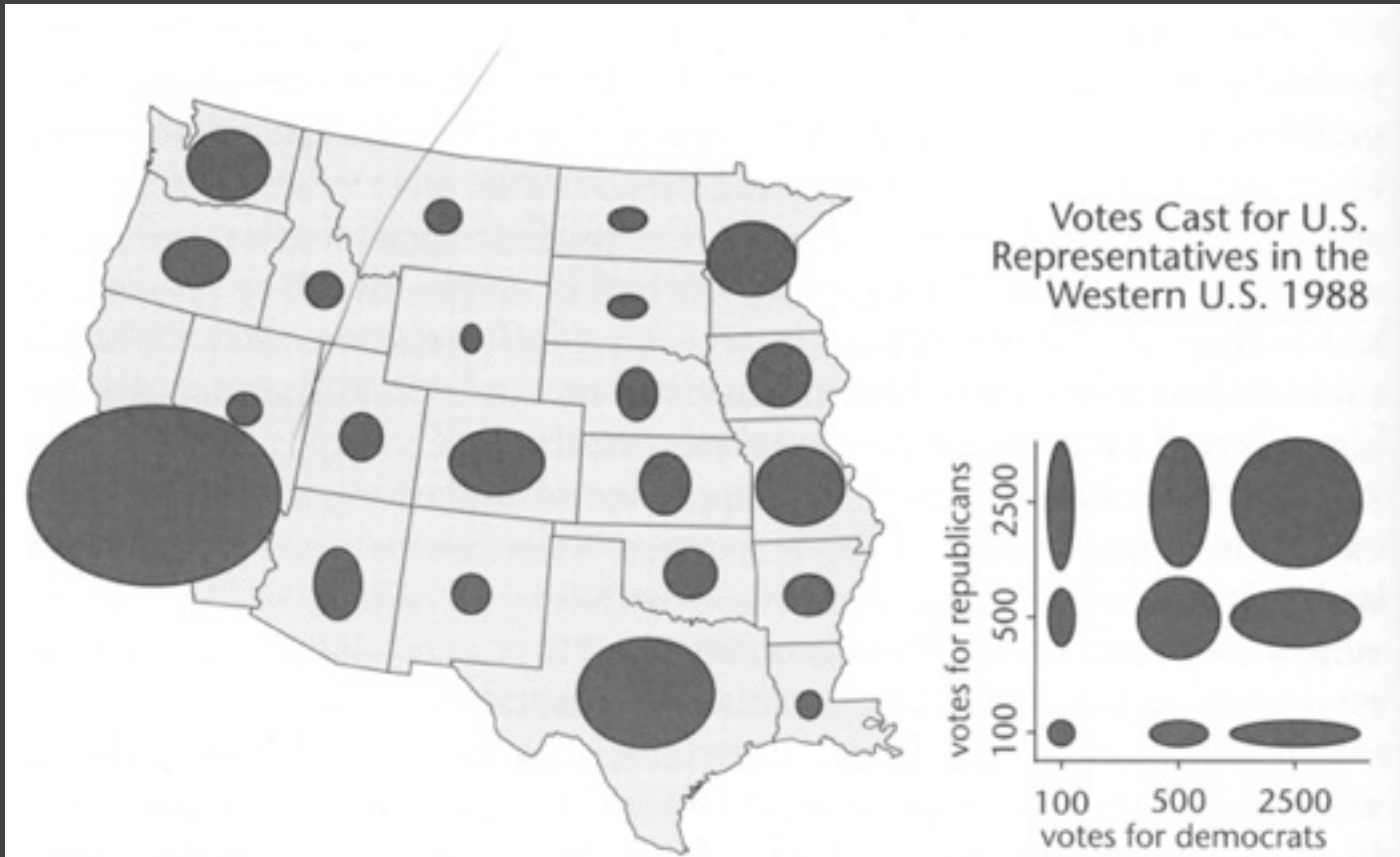 Votes Cast for U.S.
Representatives in the
Western U.S. 1988
votes for republicans
2500
500
100
100 500 2500
votes for democrats